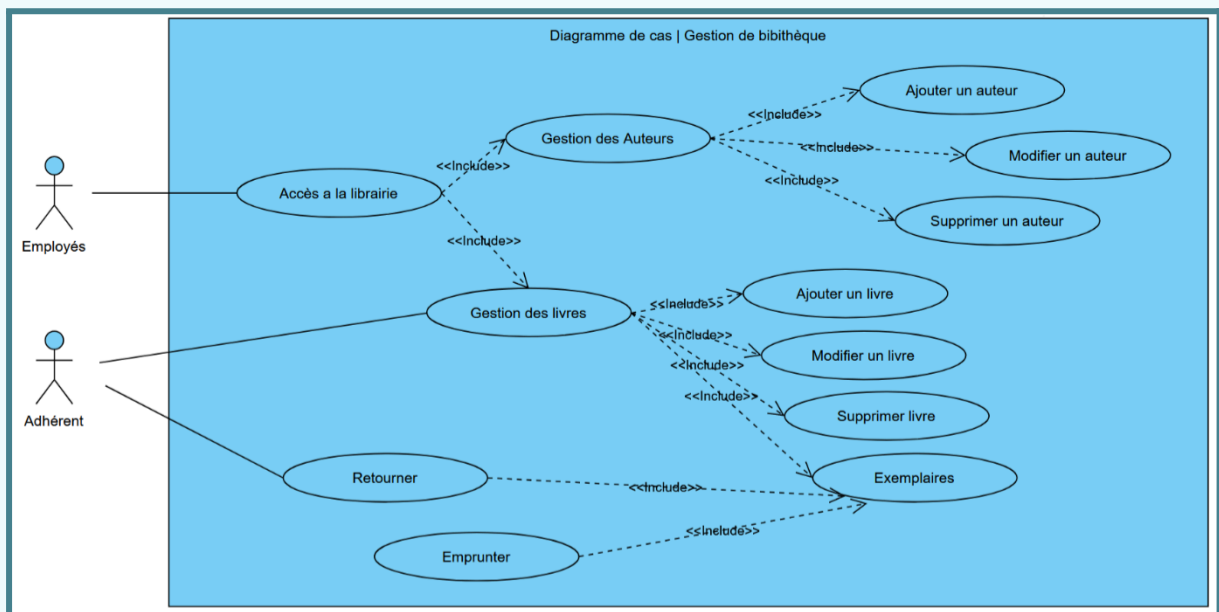 Diagramme de cas | Gestion de bibithèque
Ajouter un auteur
<<Include>>
Gestion des Auteurs
<<Include>>
Modifier un auteur
<<Include>>
Accès a la librairie
<<Include>>
Supprimer un auteur
Employés
<<Include>>
Ajouter un livre
<<Include>>
Gestion des livres
<<Include>>
Modifier un livre
<<Include>>
<<Include>>
Supprimer livre
Adhérent
Retourner
<<Include>>
Exemplaires
<<Include>>
Emprunter